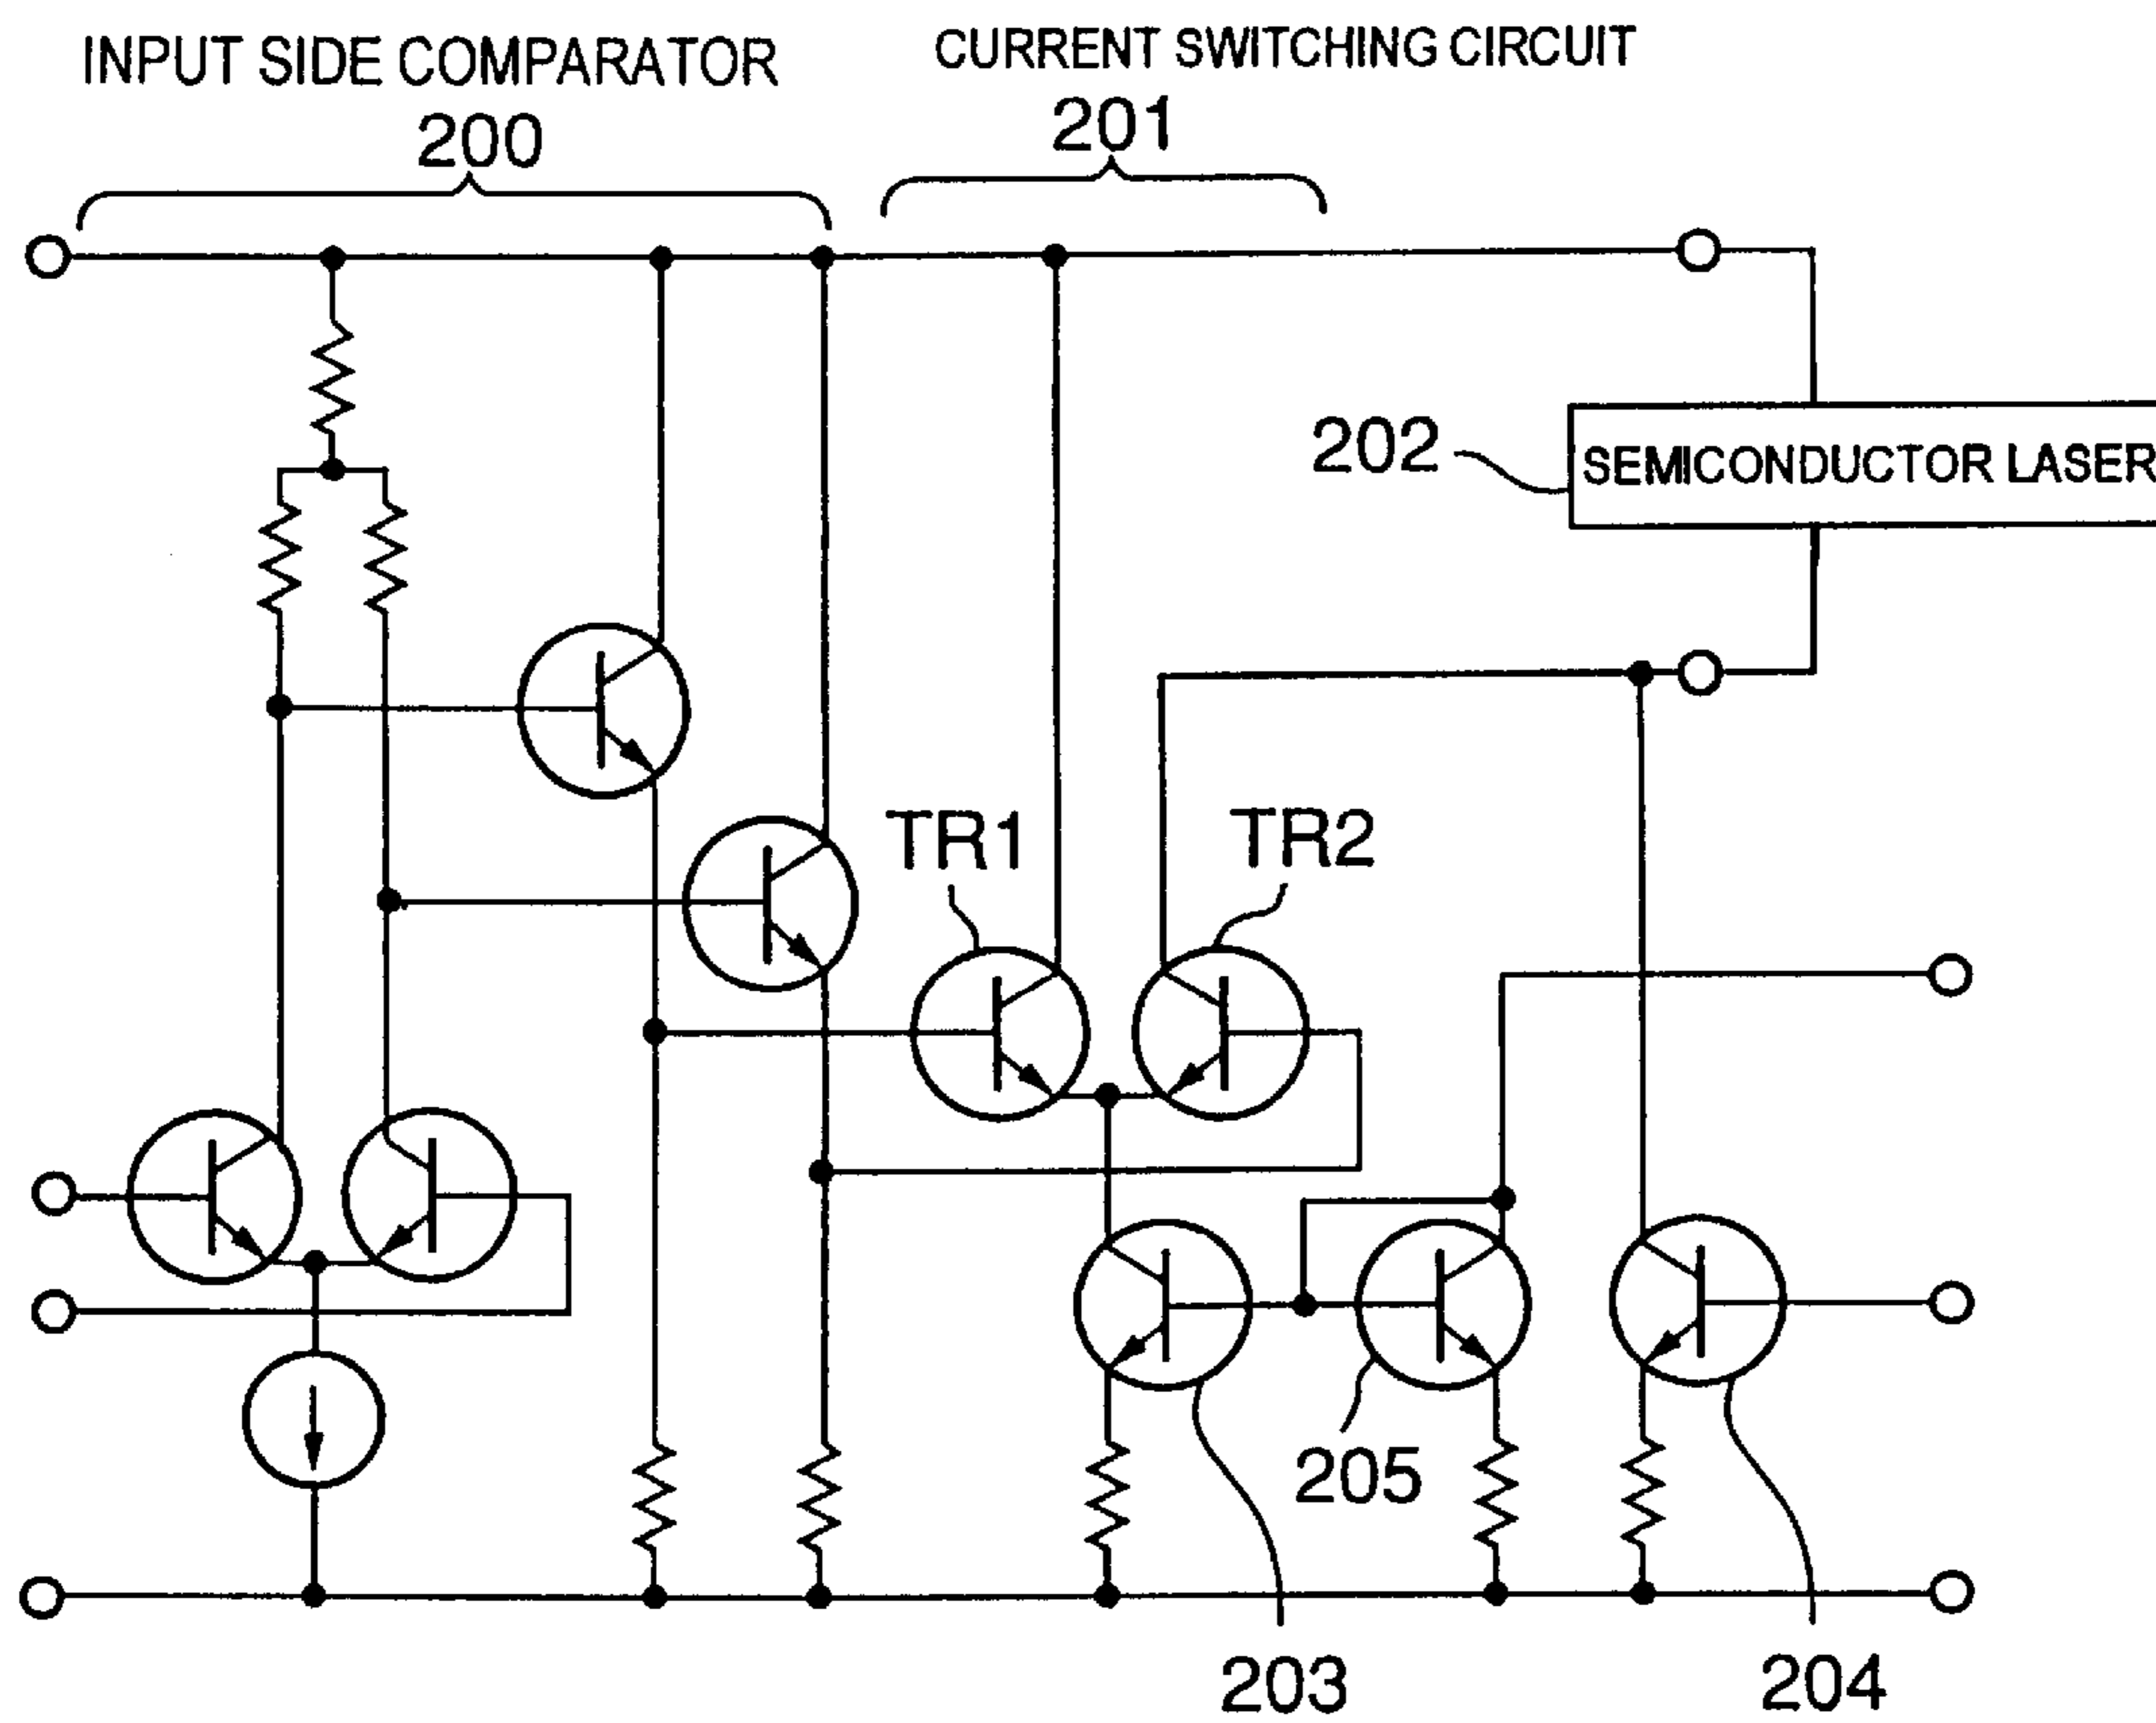 INPUT SIDE COMPARATOR
200
CURRENT SWITCHING CIRCUIT
201
202
SEMICONDUCTOR LASER
TR1
TR2
205
203
204